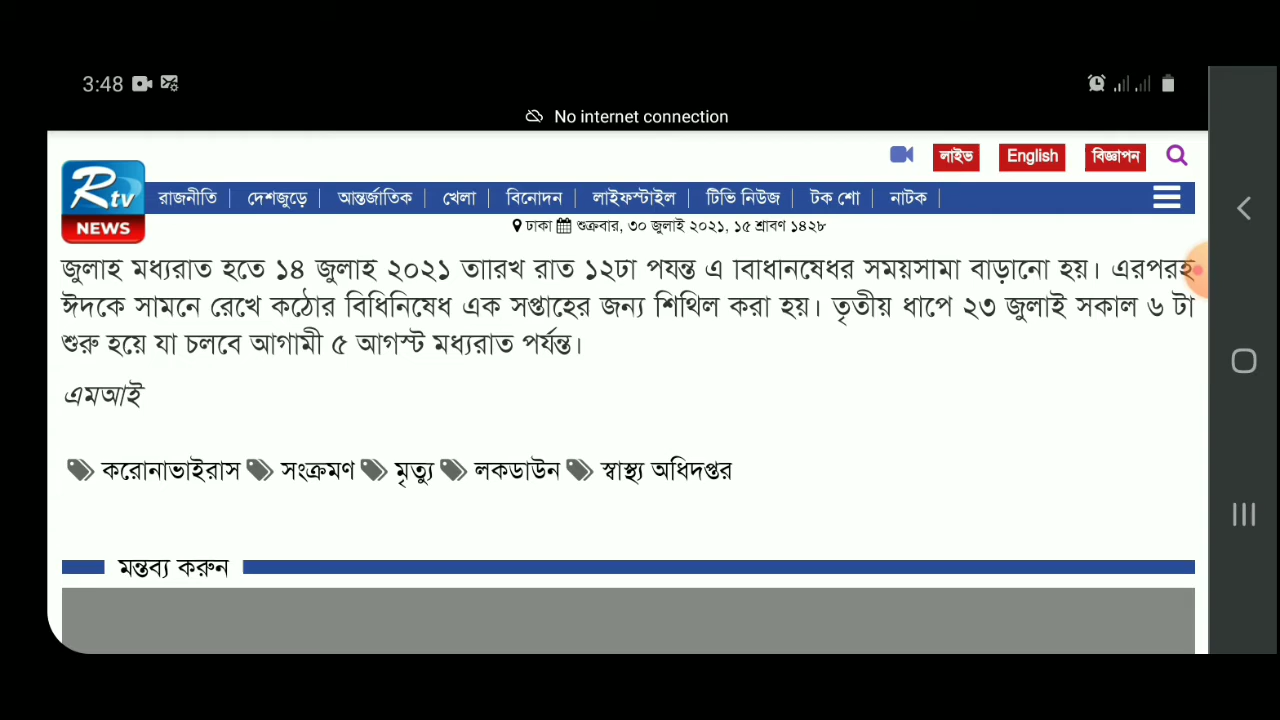 3:48
No internet connection
লাইভ English বিজ্ঞাপন
Rtv
NEWS
রাজনীতি দেশজুড়ে আন্তর্জাতিক খেলা বিনোদন লাইফস্টাইল টিভি নিউজ টক শো নাটক
ঢাকা শুক্রবার, ৩০ জুলাই ২০২১, ১৫ শ্রাবণ ১৪২৮
জুলাই মধ্যরাত হতে ১৪ জুলাই ২০২১ তারিখ রাত ১২টা পর্যন্ত এ বিধিনিষেধের সময়সীমা বাড়ানো হয়। এরপরই
ঈদকে সামনে রেখে কঠোর বিধিনিষেধ এক সপ্তাহের জন্য শিথিল করা হয়। তৃতীয় ধাপে ২৩ জুলাই সকাল ৬ টা
শুরু হয়ে যা চলবে আগামী ৫ আগস্ট মধ্যরাত পর্যন্ত।
এমআই
করোনাভাইরাস সংক্রমণ মৃত্যু লকডাউন স্বাস্থ্য অধিদপ্তর
মন্তব্য করুন